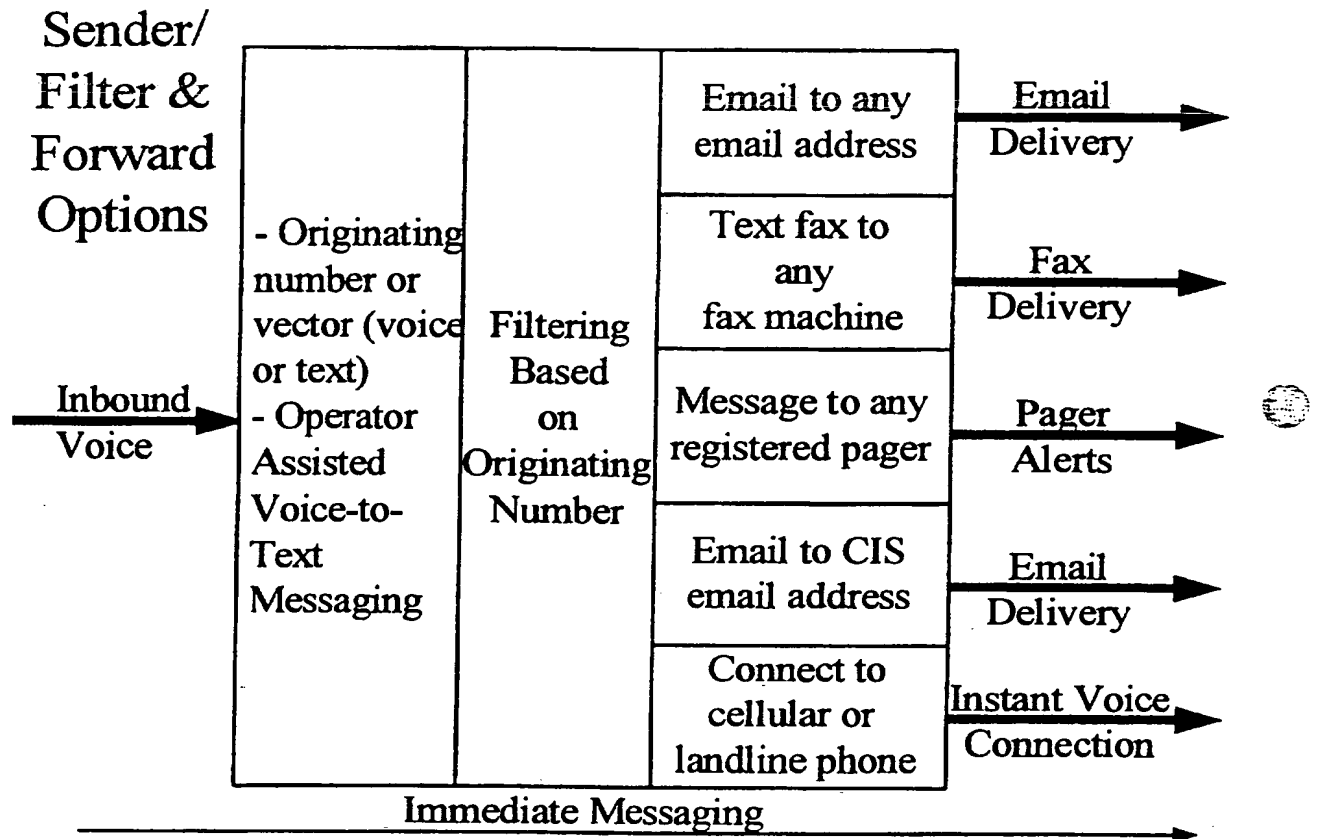 Sender/
Filter &
Forward
Options
Inbound
Voice
- Originating
number or
vector (voice
or text)
- Operator
Assisted
Voice-to-
Text
Messaging
Filtering
Based
on
Originating
Number
Email to any
email address
Text fax to
any
fax machine
Message to any
registered pager
Email to CIS
email address
Connect to
cellular or
landline phone
Email
Delivery
Fax
Delivery
Pager
Alerts
Email
Delivery
Instant Voice
Connection
Immediate Messaging